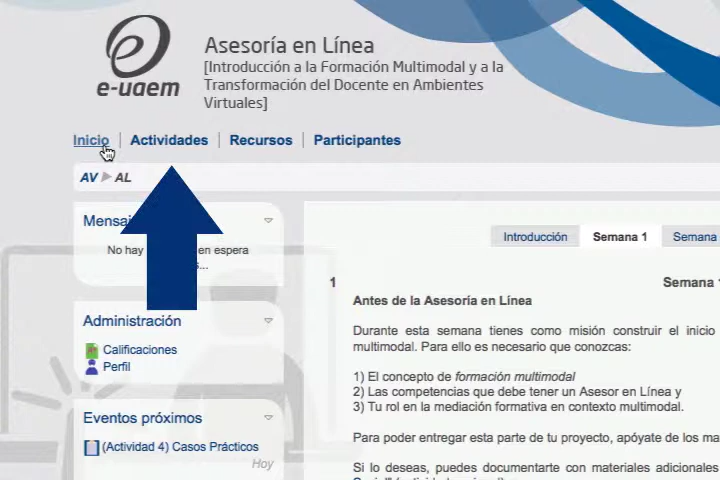 e-uaem
Asesoría en Línea
[Introducción a la Formación Multimodal y a la
Transformación del Docente en Ambientes
Virtuales]
Inicio | Actividades | Recursos | Participantes
AV ▶ AL
No hay en espera
Administración
Calificaciones
Perfil
Eventos próximos
(Actividad 4) Casos Prácticos
Hoy
Introducción Semana 1 Semana
1 Semana
Antes de la Asesoría en Línea
Durante esta semana tienes como misión construir el inicio
multimodal. Para ello es necesario que conozcas:
1) El concepto de formación multimodal
2) Las competencias que debe tener un Asesor en Línea y
3) Tu rol en la mediación formativa en contexto multimodal.
Para poder entregar esta parte de tu proyecto, apóyate de los
Si lo deseas, puedes documentarte con materiales adicionales